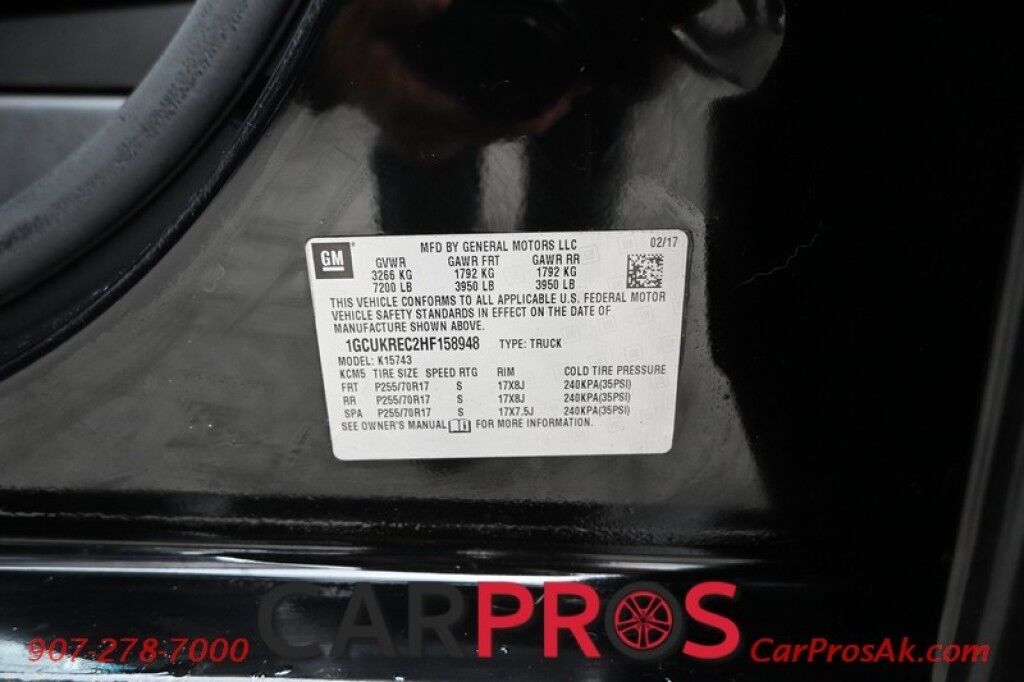 GM MFD BY GENERAL MOTORS LLC 02/17
GVWR GAWR FRT GAWR RR
3266 KG 1792 KG 1792 KG
7200 LB 3950 LB 3950 LB
THIS VEHICLE CONFORMS TO ALL APPLICABLE U.S. FEDERAL MOTOR
VEHICLE SAFETY STANDARDS IN EFFECT ON THE DATE OF
MANUFACTURE SHOWN ABOVE.
1GCUKREC2HF158948 TYPE: TRUCK
MODEL: K15743
KCM5 TIRE SIZE SPEED RTG RIM COLD TIRE PRESSURE
FRT P255/70R17 S 17X8J 240KPA(35PSI)
RR P255/70R17 S 17X8J 240KPA(35PSI)
SPA P255/70R17 S 17X7.5J 240KPA(35PSI)
SEE OWNER'S MANUAL FOR MORE INFORMATION.
CARPROS
907-278-7000 CarProsAk.com